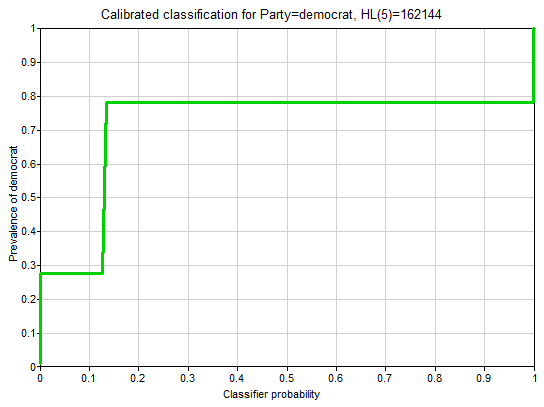 Calibrated classification for Party=democrat, HL(5)=162144
1
0.9
0.8
0.7
0.6
0.5
0.4
0.3
0.2
0.1
0
Prevalence of democrat
0 0.1 0.2 0.3 0.4 0.5 0.6 0.7 0.8 0.9 1
Classifier probability